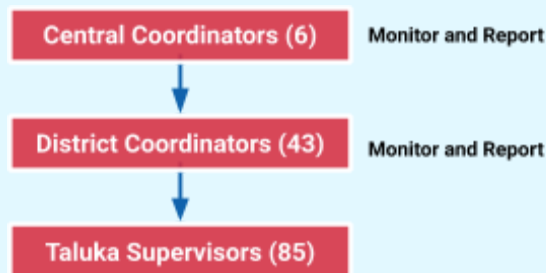 Central Coordinators (6) Monitor and Report
District Coordinators (43) Monitor and Report
Taluka Supervisors (85)